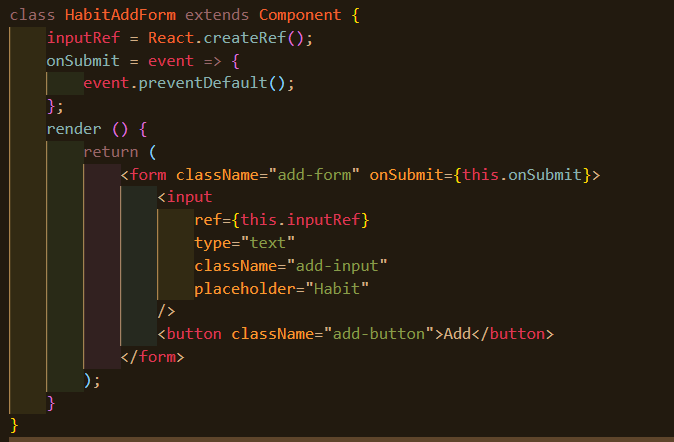 class HabitAddForm extends Component {
    inputRef = React.createRef();
    onSubmit = event => {
        event.preventDefault();
    };
    render () {
        return (
            <form className="add-form" onSubmit={this.onSubmit}>
                <input
                    ref={this.inputRef}
                    type="text"
                    className="add-input"
                    placeholder="Habit"
                />
                <button className="add-button">Add</button>
            </form>
        );
    }
}